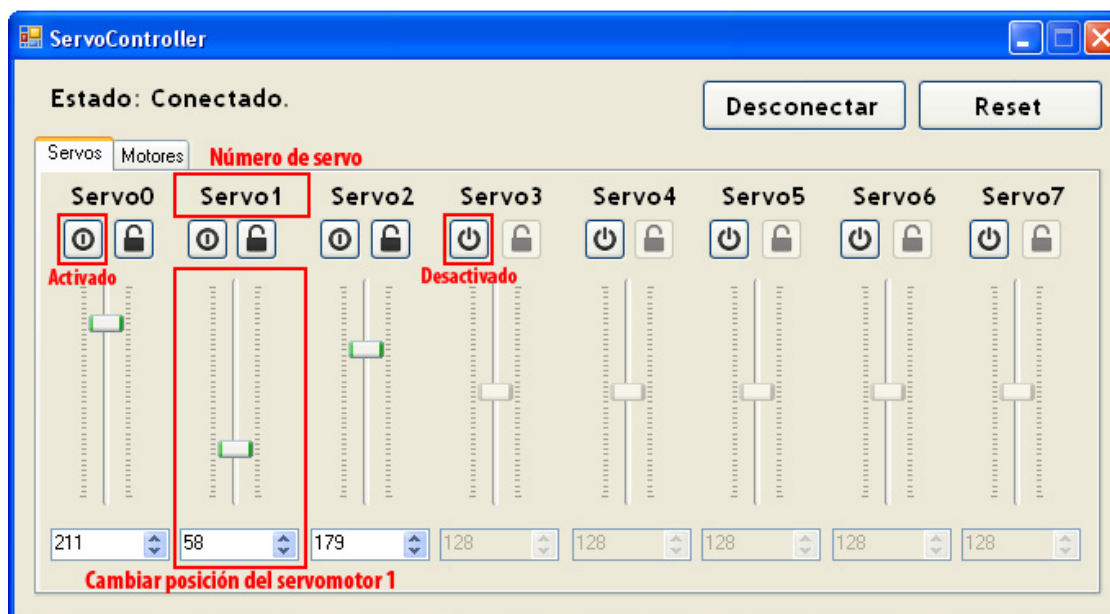 ServoController
Estado: Conectado.
Desconectar
Reset
Servos
Motores
Número de servo
Servo0
Servo1
Servo2
Servo3
Servo4
Servo5
Servo6
Servo7
Activado
Desactivado
211
58
179
128
128
128
128
128
Cambiar posición del servomotor 1